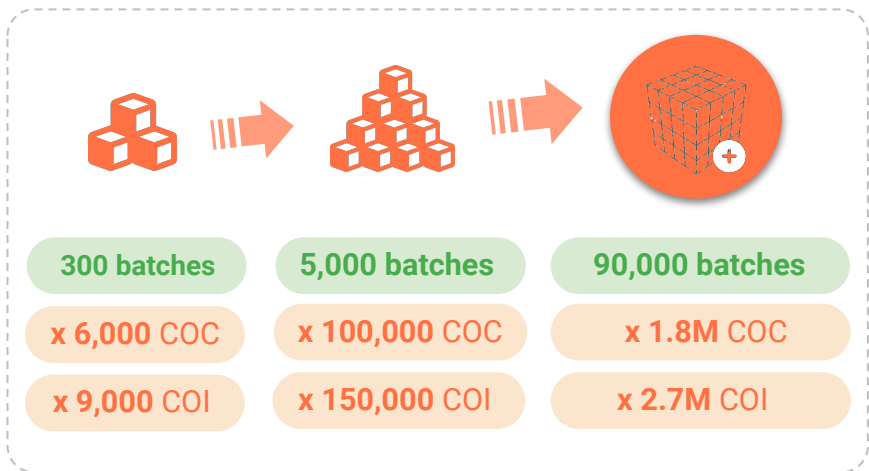 300 batches
5,000 batches
90,000 batches
x 6,000 COC
x 100,000 COC
x 1.8M COC
x 9,000 COI
x 150,000 COI
x 2.7M COI